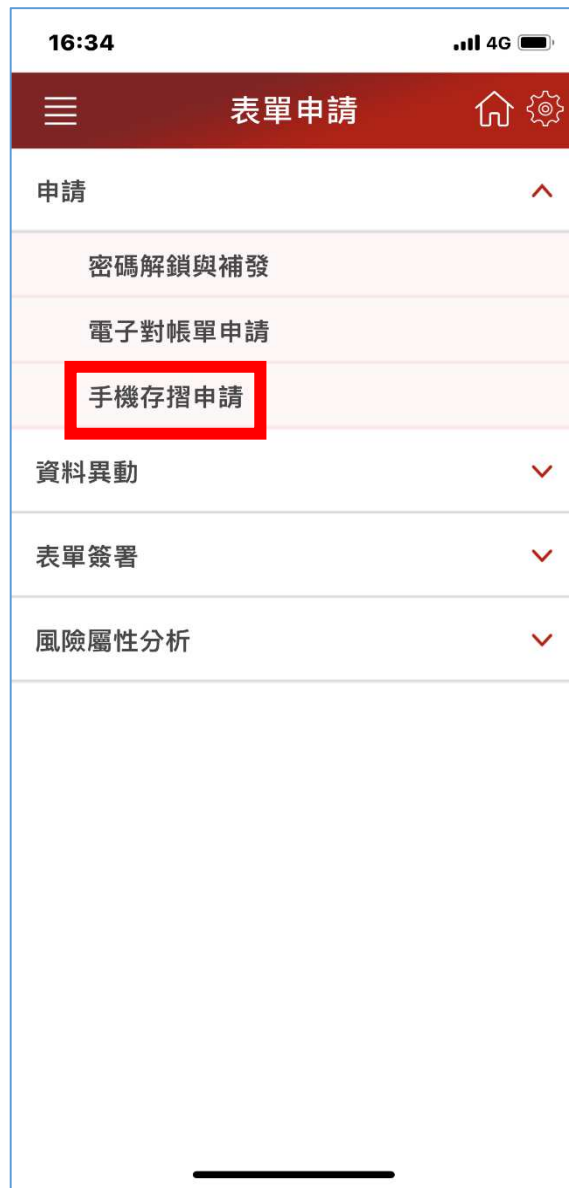 16:34
4G
表單申請
申請
密碼解鎖與補發
電子對帳單申請
手機存摺申請
資料異動
表單簽署
風險屬性分析